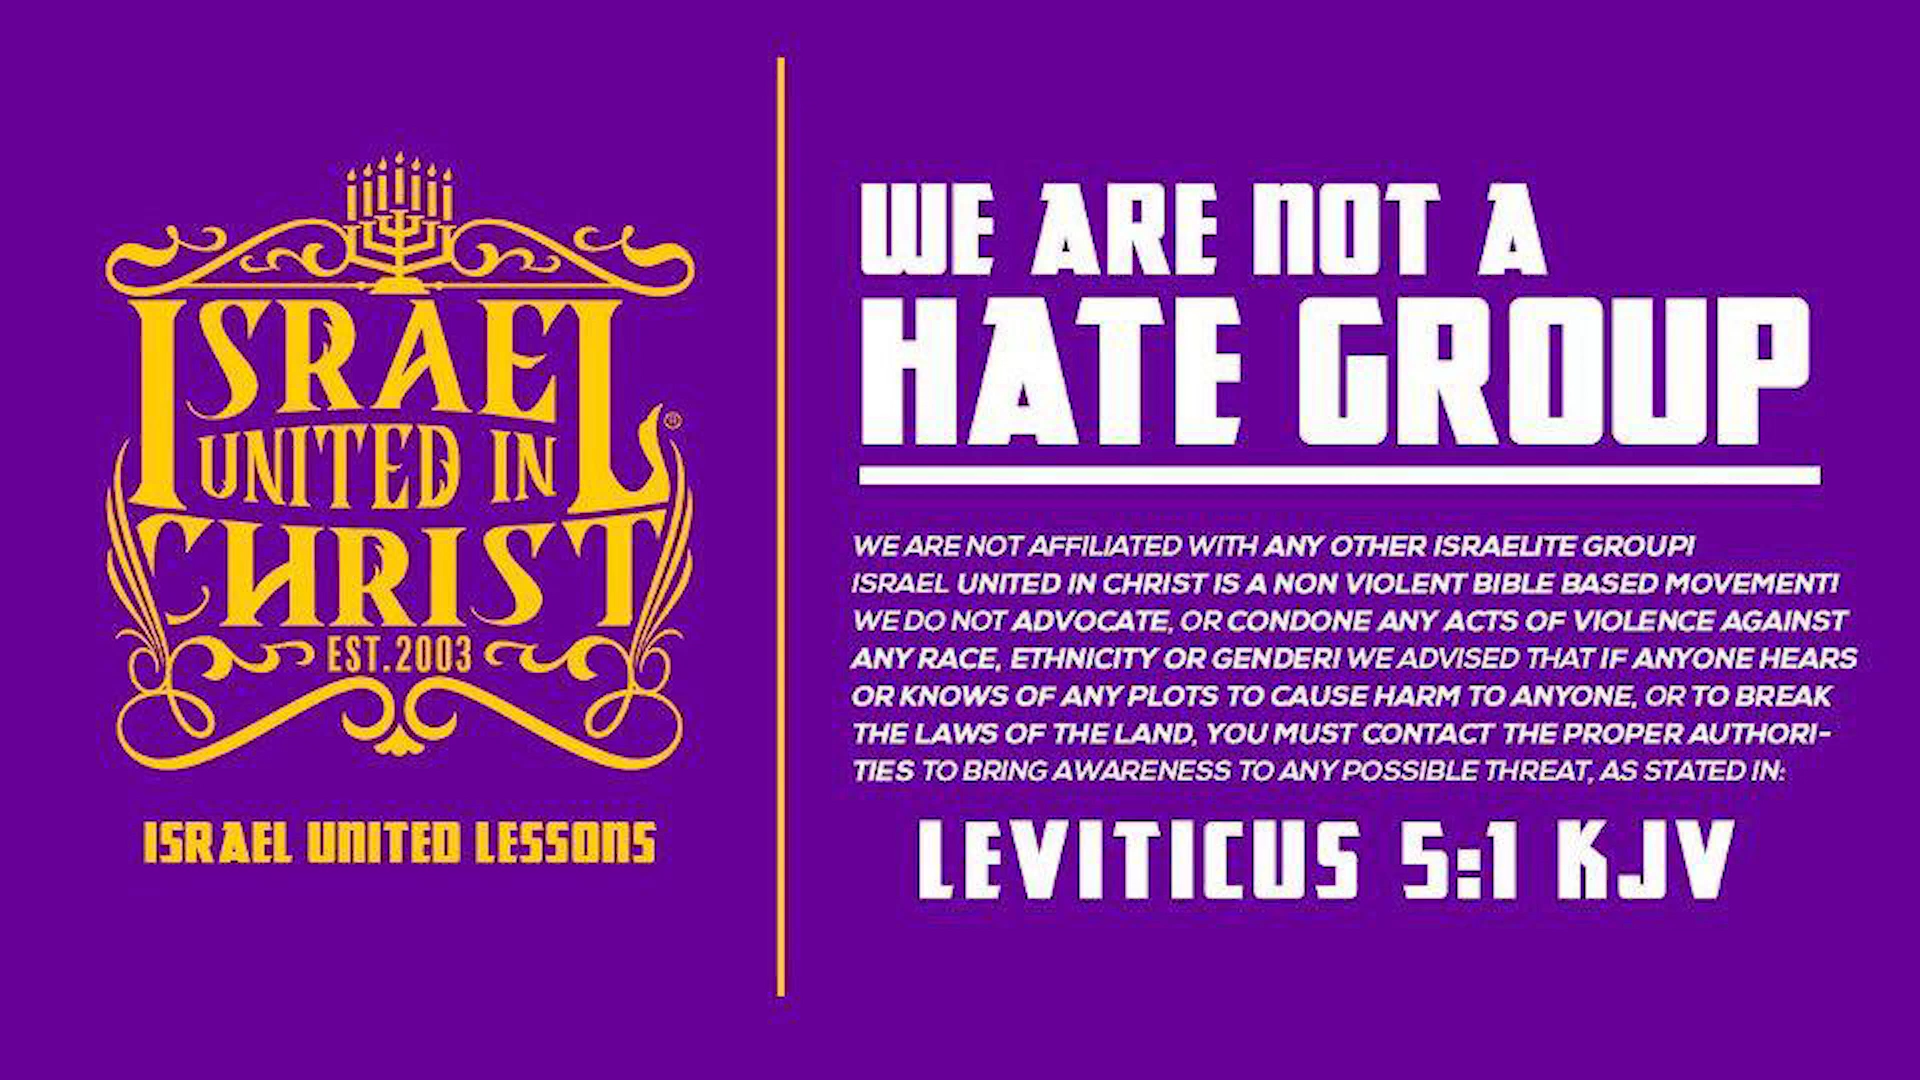 ISRAEL
UNITED IN
CHRIST®
EST.2003
ISRAEL UNITED LESSONS
WE ARE NOT A
HATE GROUP
WE ARE NOT AFFILIATED WITH ANY OTHER ISRAELITE GROUP!
ISRAEL UNITED IN CHRIST IS A NON VIOLENT BIBLE BASED MOVEMENT!
WE DO NOT ADVOCATE, OR CONDONE ANY ACTS OF VIOLENCE AGAINST
ANY RACE, ETHNICITY OR GENDER! WE ADVISED THAT IF ANYONE HEARS
OR KNOWS OF ANY PLOTS TO CAUSE HARM TO ANYONE, OR TO BREAK
THE LAWS OF THE LAND, YOU MUST CONTACT THE PROPER AUTHORI-
TIES TO BRING AWARENESS TO ANY POSSIBLE THREAT, AS STATED IN:
LEVITICUS 5:1 KJV